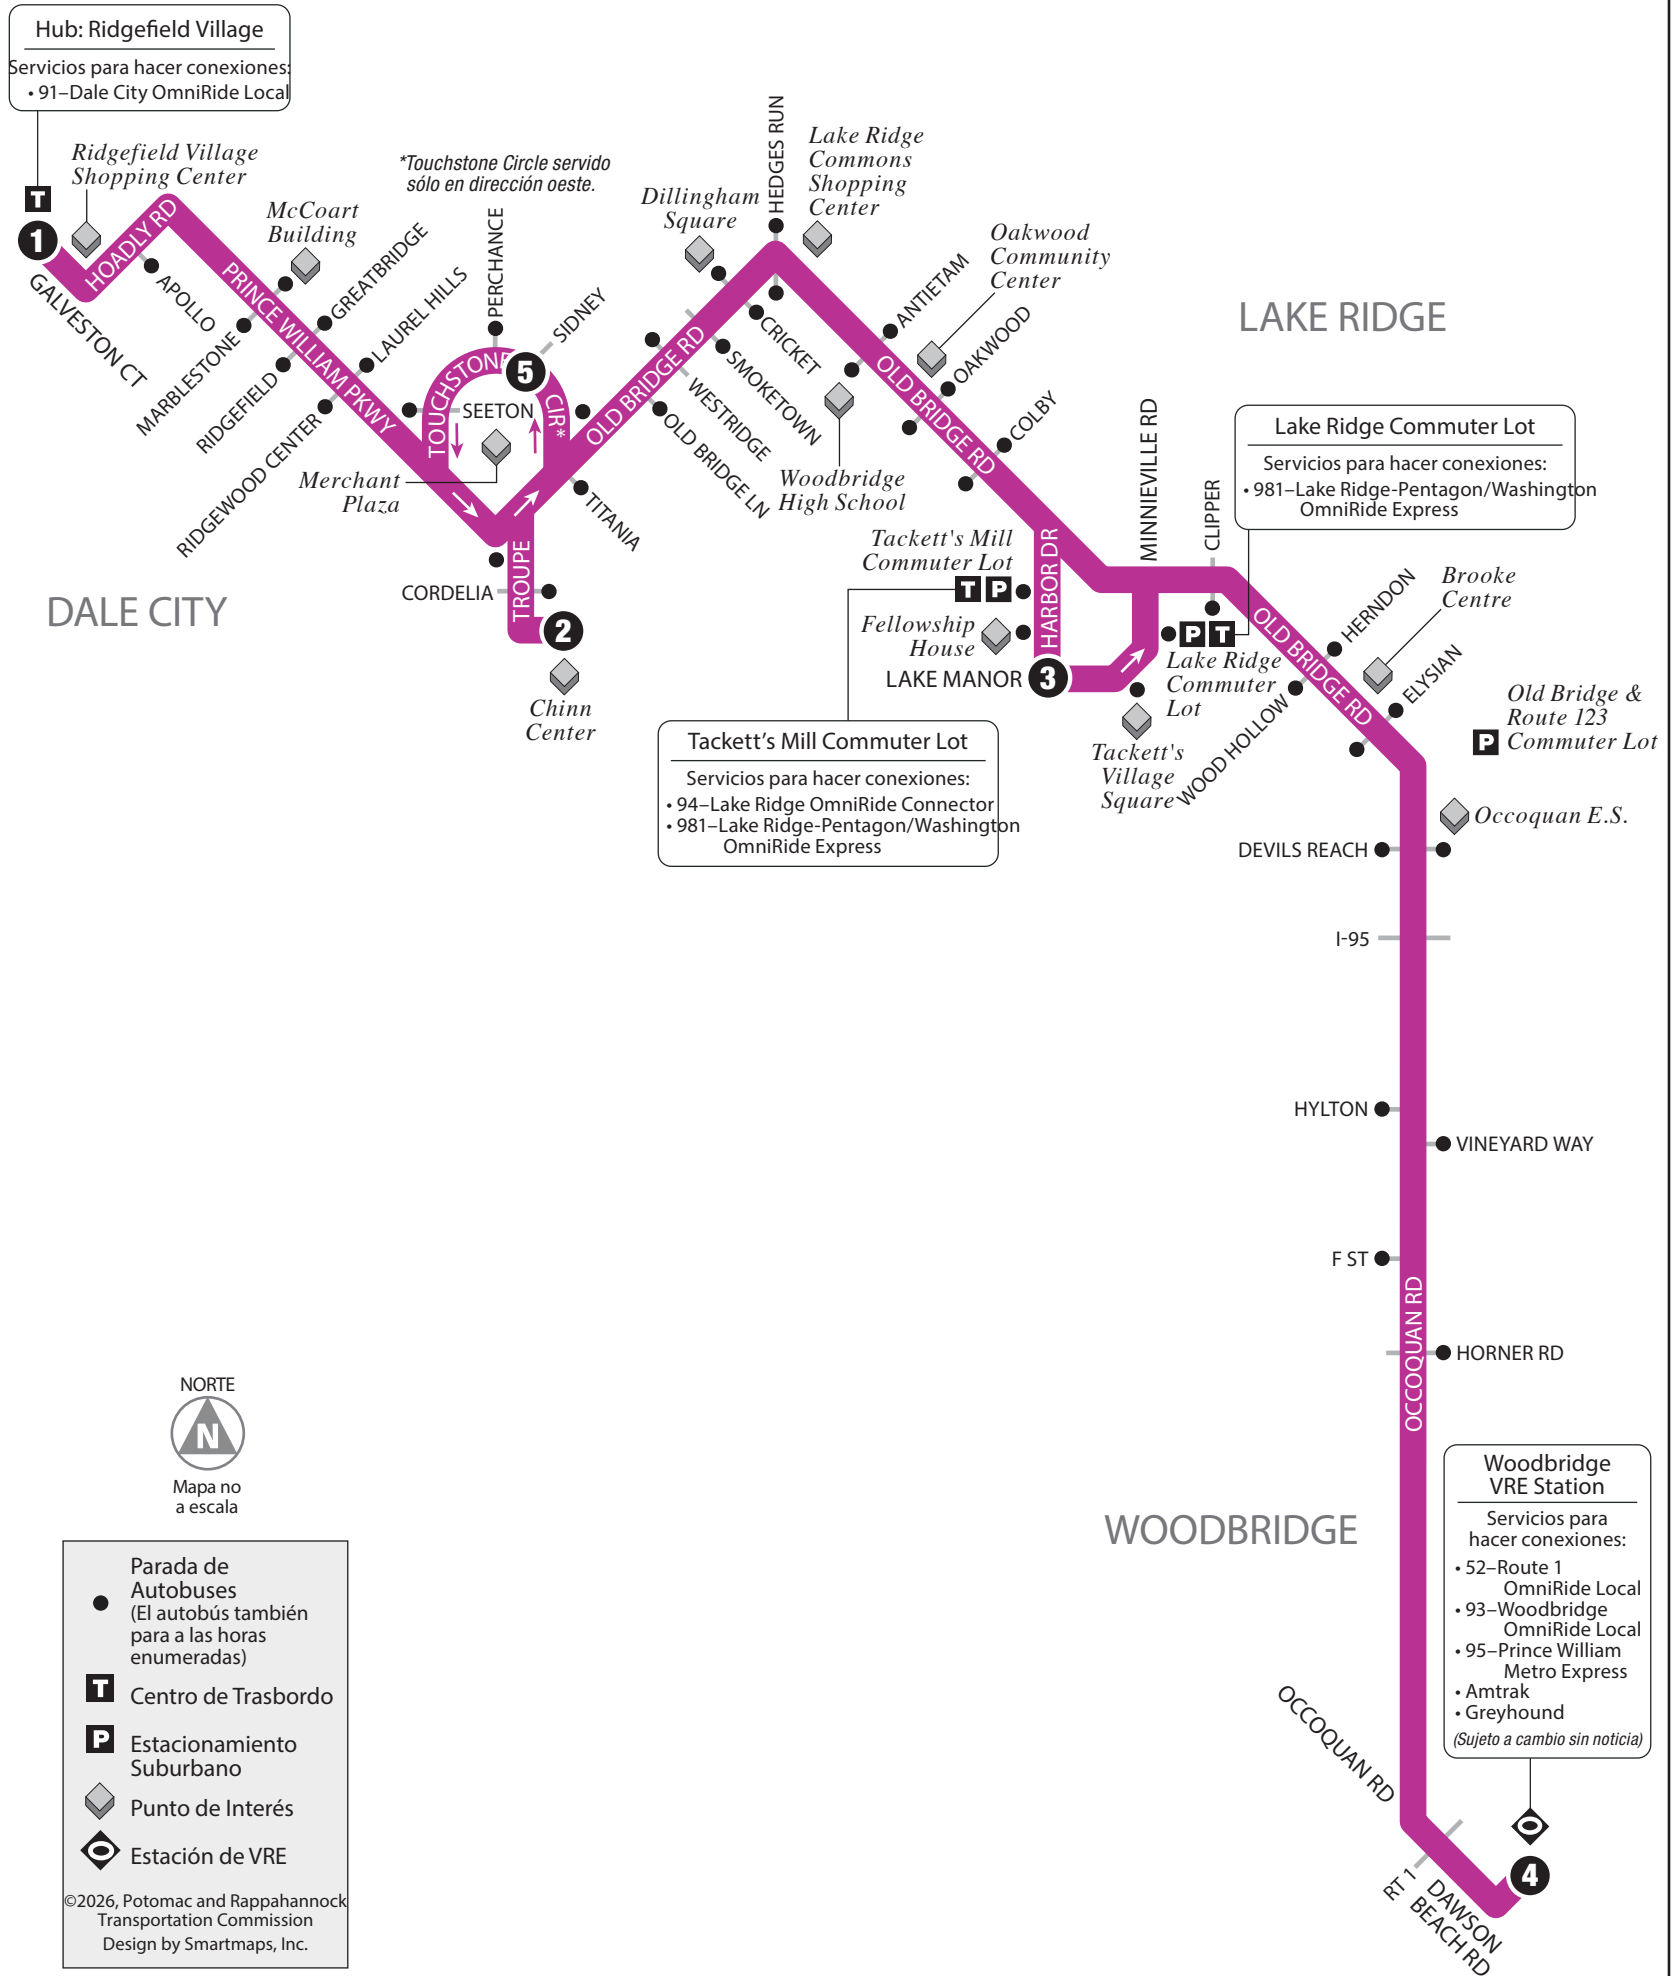 Hub: Ridgefield Village
Servicios para hacer conexiones:
• 91–Dale City OmniRide Local
T
1
Ridgefield Village
Shopping Center
GALVESTON CT
HOADLY RD
APOLLO
PRINCE WILLIAM PKWY
McCoart
Building
MARBLESTONE
GREATBRIDGE
RIDGEFIELD
LAUREL HILLS
RIDGEWOOD CENTER
*Touchstone Circle servido
sólo en dirección oeste.
PERCHANCE
SIDNEY
5
TOUCHSTONE
CIR*
SEETON
Merchant
Plaza
CORDELIA
TROUPE
2
Chinn
Center
DALE CITY
OLD BRIDGE RD
TITANIA
OLD BRIDGE LN
WESTRIDGE
SMOKETOWN
CRICKET
Dillingham
Square
HEDGES RUN
Lake Ridge
Commons
Shopping
Center
Oakwood
Community
Center
ANTIETAM
OAKWOOD
OLD BRIDGE RD
COLBY
Woodbridge
High School
LAKE RIDGE
Tackett's Mill
Commuter Lot
T P
HARBOR DR
Fellowship
House
LAKE MANOR
3
Tackett’s Mill Commuter Lot
Servicios para hacer conexiones:
• 94–Lake Ridge OmniRide Connector
• 981–Lake Ridge-Pentagon/Washington
OmniRide Express
MINNIEVILLE RD
CLIPPER
Lake Ridge Commuter Lot
Servicios para hacer conexiones:
• 981–Lake Ridge-Pentagon/Washington
OmniRide Express
P T
Lake Ridge
Commuter
Lot
Tackett's
Village
Square
OLD BRIDGE RD
HERNDON
WOOD HOLLOW
Brooke
Centre
ELYSIAN
Old Bridge &
Route 123
P Commuter Lot
Occoquan E.S.
DEVILS REACH
I-95
HYLTON
VINEYARD WAY
F ST
OCCOQUAN RD
HORNER RD
WOODBRIDGE
Woodbridge
VRE Station
Servicios para
hacer conexiones:
• 52–Route 1
OmniRide Local
• 93–Woodbridge
OmniRide Local
• 95–Prince William
Metro Express
• Amtrak
• Greyhound
(Sujeto a cambio sin noticia)
OCCOQUAN RD
RT 1
DAWSON
BEACH RD
4
NORTE
N
Mapa no
a escala
Parada de
Autobuses
(El autobús también
para a las horas
enumeradas)
T Centro de Trasbordo
P Estacionamiento
Suburbano
Punto de Interés
Estación de VRE
©2026, Potomac and Rappahannock
Transportation Commission
Design by Smartmaps, Inc.